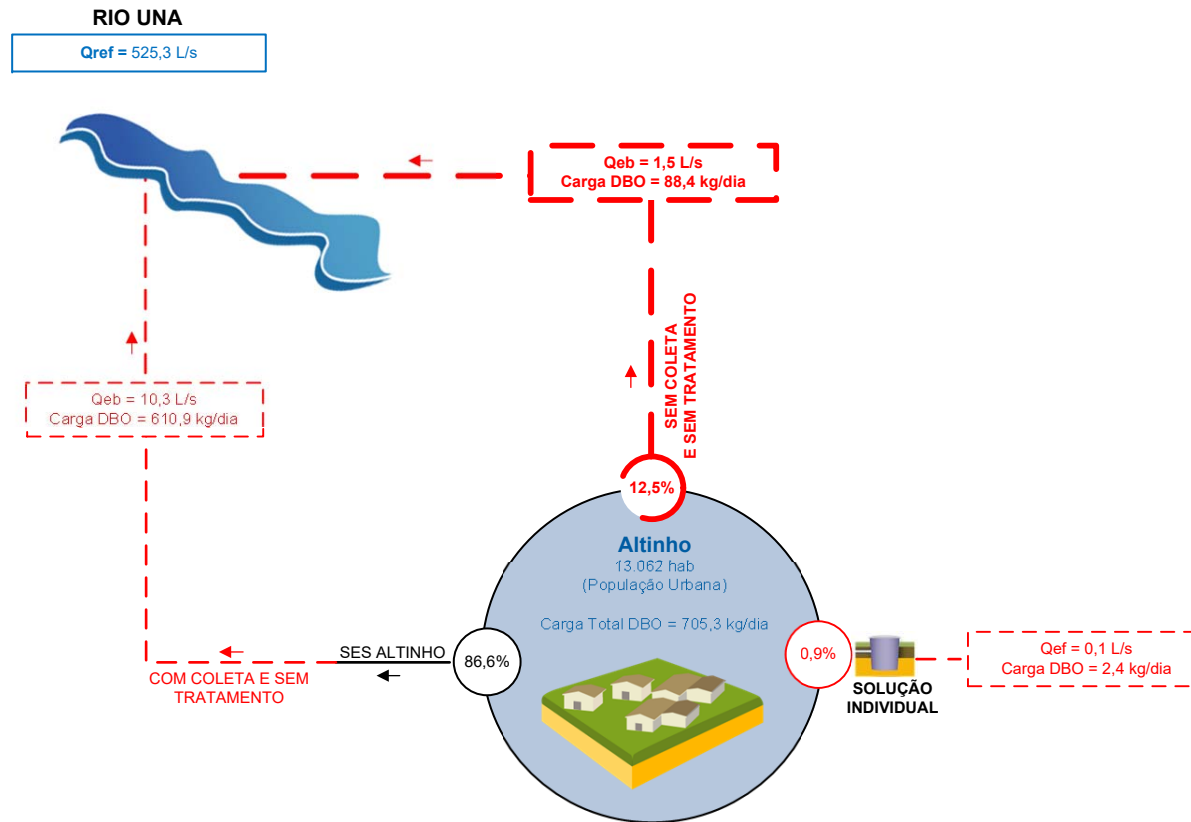 RIO UNA
Qref = 525,3 L/s
Qeb = 1,5 L/s
Carga DBO = 88,4 kg/dia
SEM COLETA
E SEM TRATAMENTO
Qeb = 10,3 L/s
Carga DBO = 610,9 kg/dia
12,5%
Altinho
13.062 hab
(População Urbana)
Carga Total DBO = 705,3 kg/dia
SES ALTINHO
86,6%
COM COLETA E SEM
TRATAMENTO
0,9%
SOLUÇÃO
INDIVIDUAL
Qef = 0,1 L/s
Carga DBO = 2,4 kg/dia